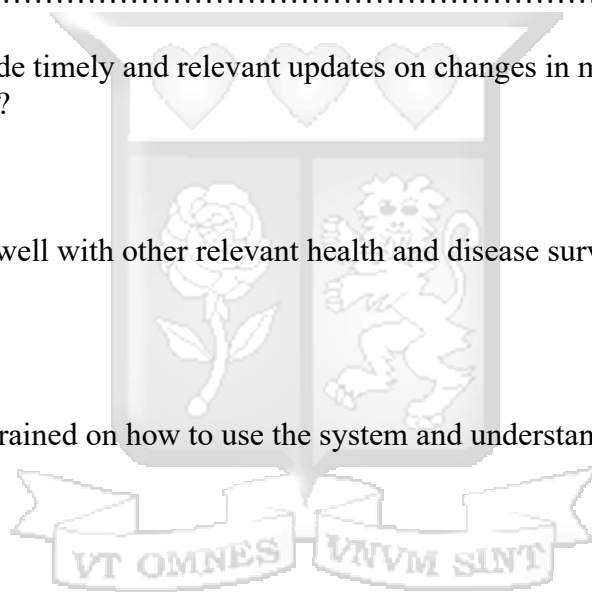 de timely and relevant updates on changes in m
?
well with other relevant health and disease surv
rained on how to use the system and understan
VT OMNES VNVM SINT